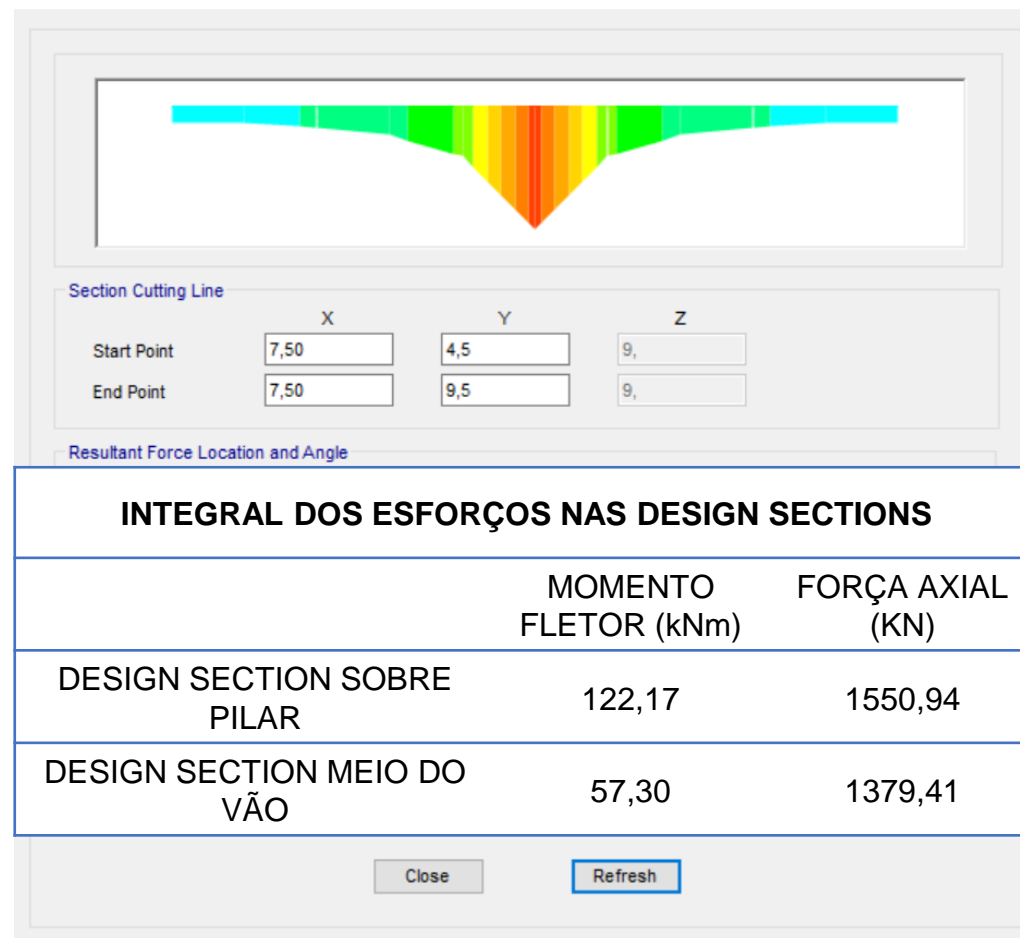 Section Cutting Line
X Y Z
Start Point 7,50 4,5 9,
End Point 7,50 9,5 9,
Resultant Force Location and Angle
INTEGRAL DOS ESFORÇOS NAS DESIGN SECTIONS
MOMENTO FORÇA AXIAL
FLETOR (kNm) (KN)
DESIGN SECTION SOBRE
PILAR 122,17 1550,94
DESIGN SECTION MEIO DO
VÃO 57,30 1379,41
Close Refresh